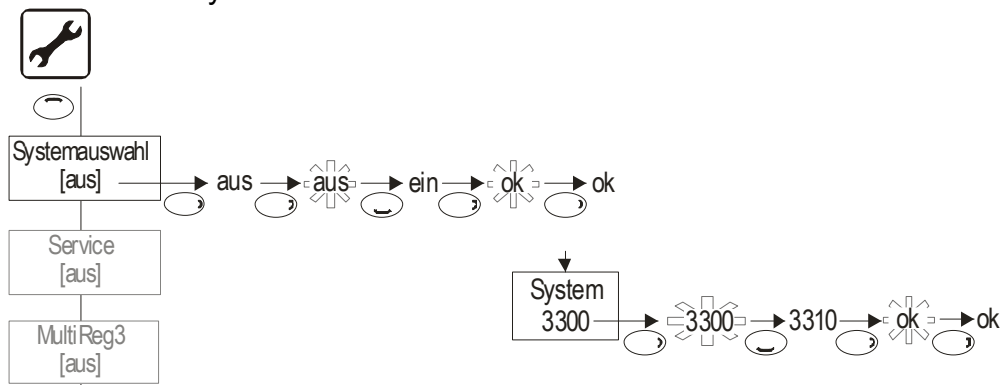 Systemauswahl
[aus]
aus
aus
ein
ok
ok
Service
[aus]
System
3300
3300
3310
ok
ok
MultiReg3
[aus]